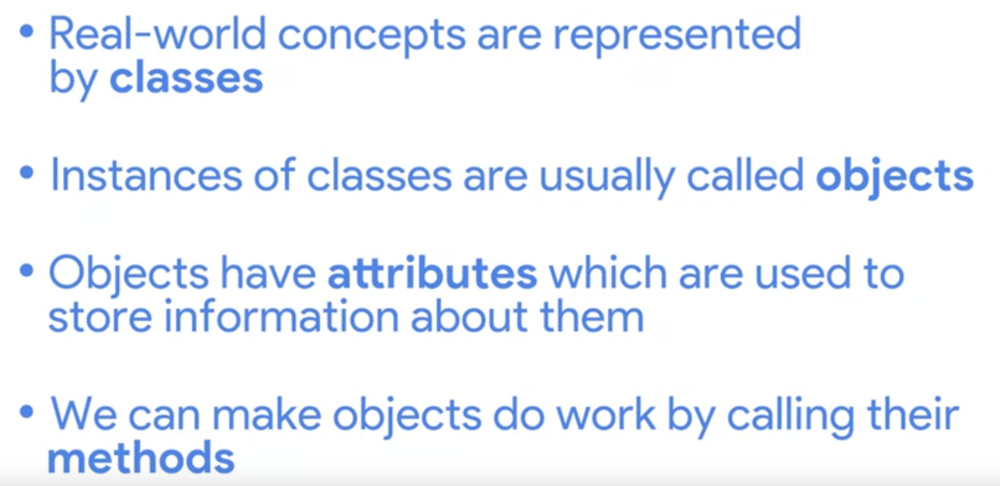 • Real-world concepts are represented
by classes
• Instances of classes are usually called objects
• Objects have attributes which are used to
store information about them
• We can make objects do work by calling their
methods